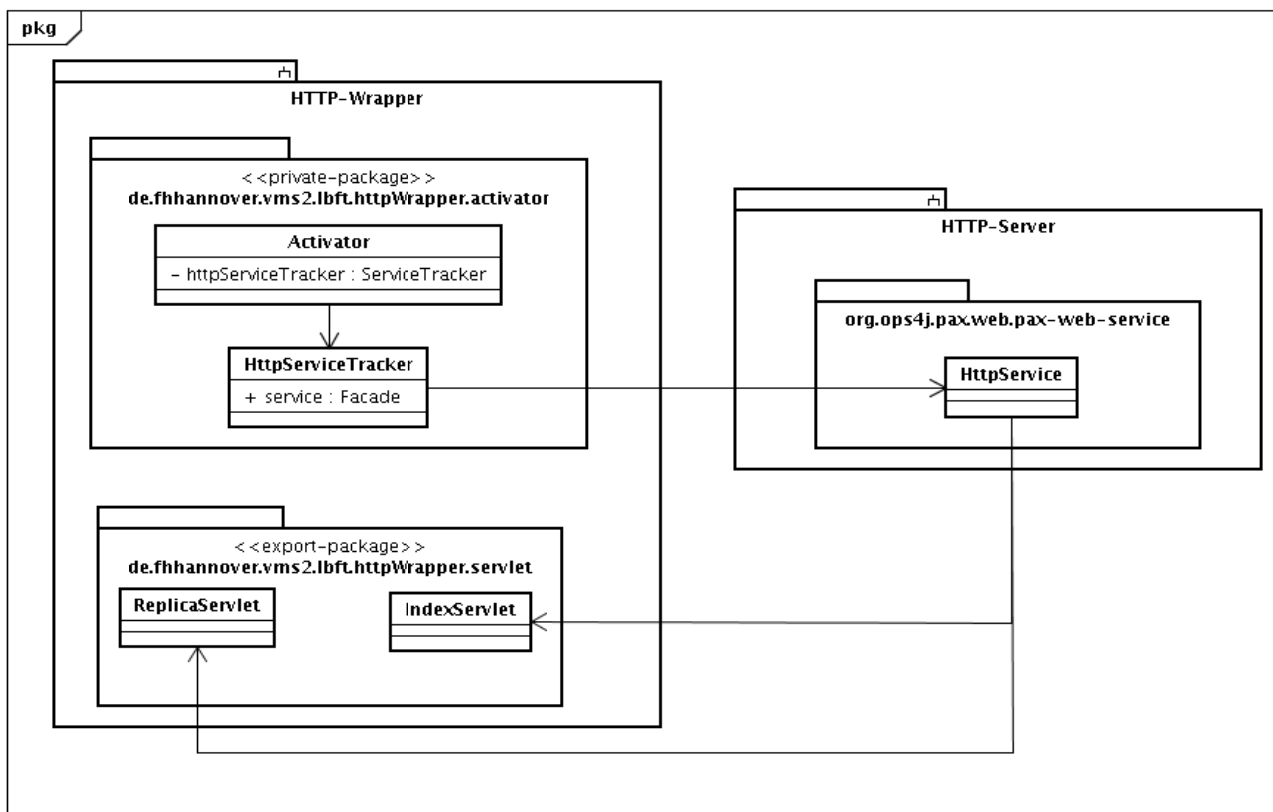 pkg
HTTP-Wrapper
<<private-package>>
de.fhhannover.vms2.lbft.httpWrapper.activator
Activator
- httpServiceTracker : ServiceTracker
HttpServiceTracker
+ service : Facade
HTTP-Server
org.ops4j.pax.web.pax-web-service
HttpService
<<export-package>>
de.fhhannover.vms2.lbft.httpWrapper.servlet
ReplicaServlet
IndexServlet